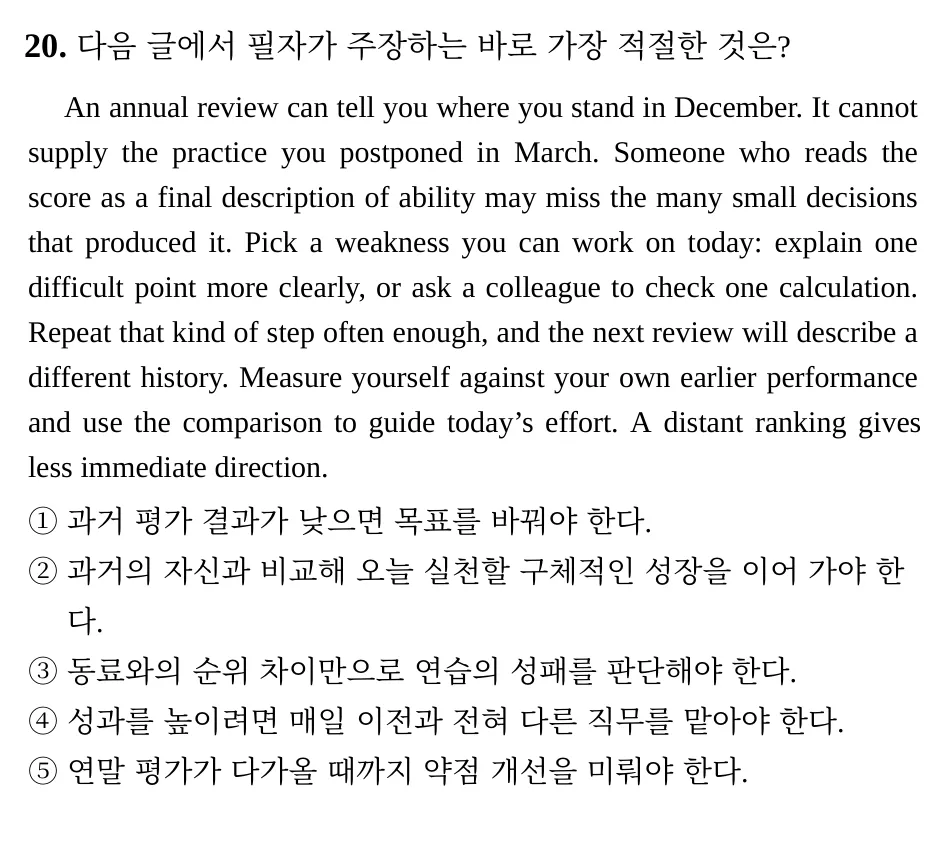 20. 다음 글에서 필자가 주장하는 바로 가장 적절한 것은?
An annual review can tell you where you stand in December. It cannot
supply the practice you postponed in March. Someone who reads the
score as a final description of ability may miss the many small decisions
that produced it. Pick a weakness you can work on today: explain one
difficult point more clearly, or ask a colleague to check one calculation.
Repeat that kind of step often enough, and the next review will describe a
different history. Measure yourself against your own earlier performance
and use the comparison to guide today’s effort. A distant ranking gives
less immediate direction.
① 과거 평가 결과가 낮으면 목표를 바꿔야 한다.
② 과거의 자신과 비교해 오늘 실천할 구체적인 성장을 이어 가야 한
다.
③ 동료와의 순위 차이만으로 연습의 성패를 판단해야 한다.
④ 성과를 높이려면 매일 이전과 전혀 다른 직무를 맡아야 한다.
⑤ 연말 평가가 다가올 때까지 약점 개선을 미뤄야 한다.